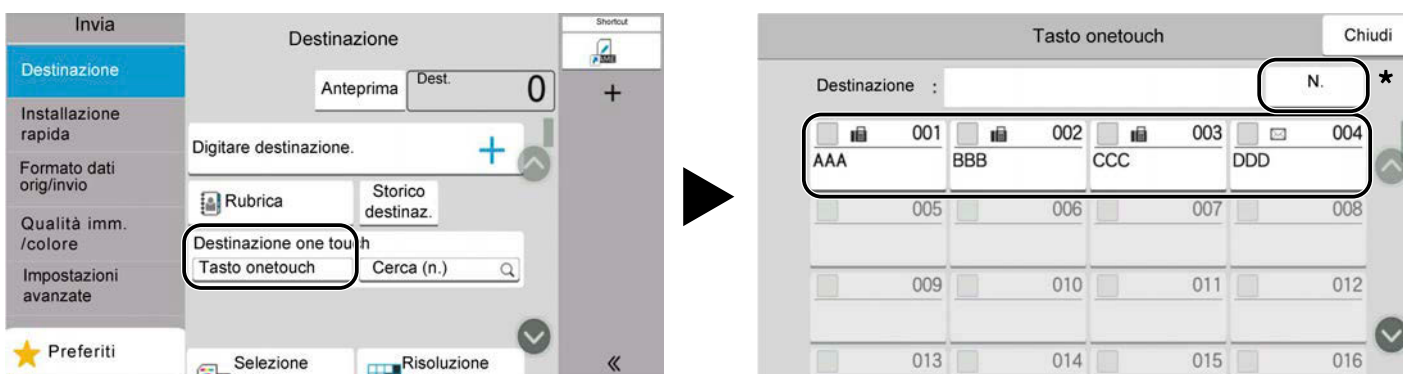 Invia
Destinazione
Installazione
rapida
Formato dati
orig/invio
Qualità imm.
/colore
Impostazioni
avanzate
Preferiti
Destinazione
Anteprima
Dest.
0
Digitare destinazione.
+
Rubrica
Storico
destinaz.
Destinazione one touch
Tasto onetouch
Cerca (n.)
Selezione
Risoluzione
Shortcut
+
«
Tasto onetouch
Chiudi
Destinazione :
N.
*
001 002 003 004
AAA BBB CCC DDD
005 006 007 008
009 010 011 012
013 014 015 016